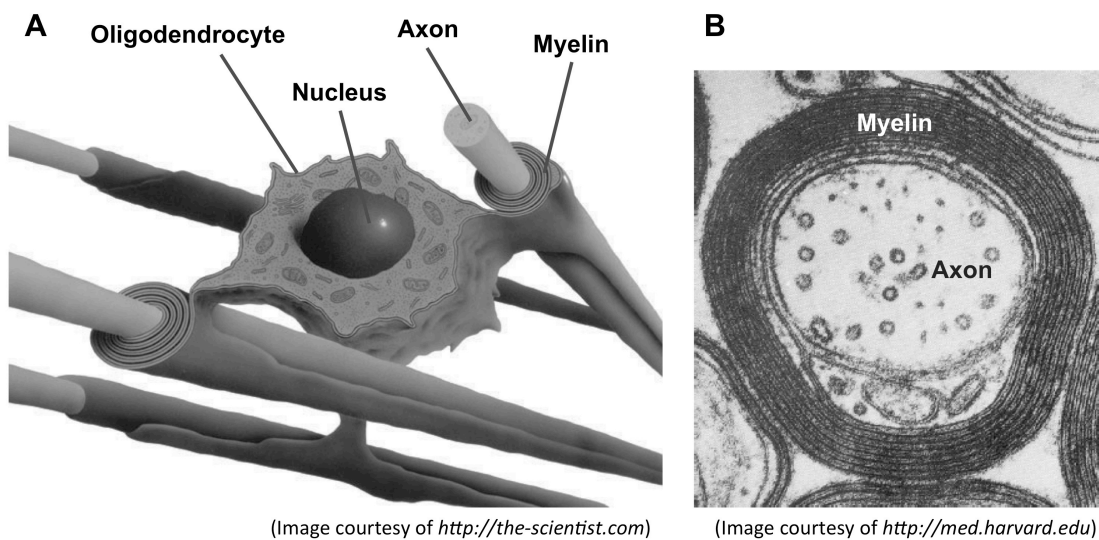 A
Oligodendrocyte
Axon
Myelin
Nucleus
(Image courtesy of http://the-scientist.com)
B
Myelin
Axon
(Image courtesy of http://med.harvard.edu)